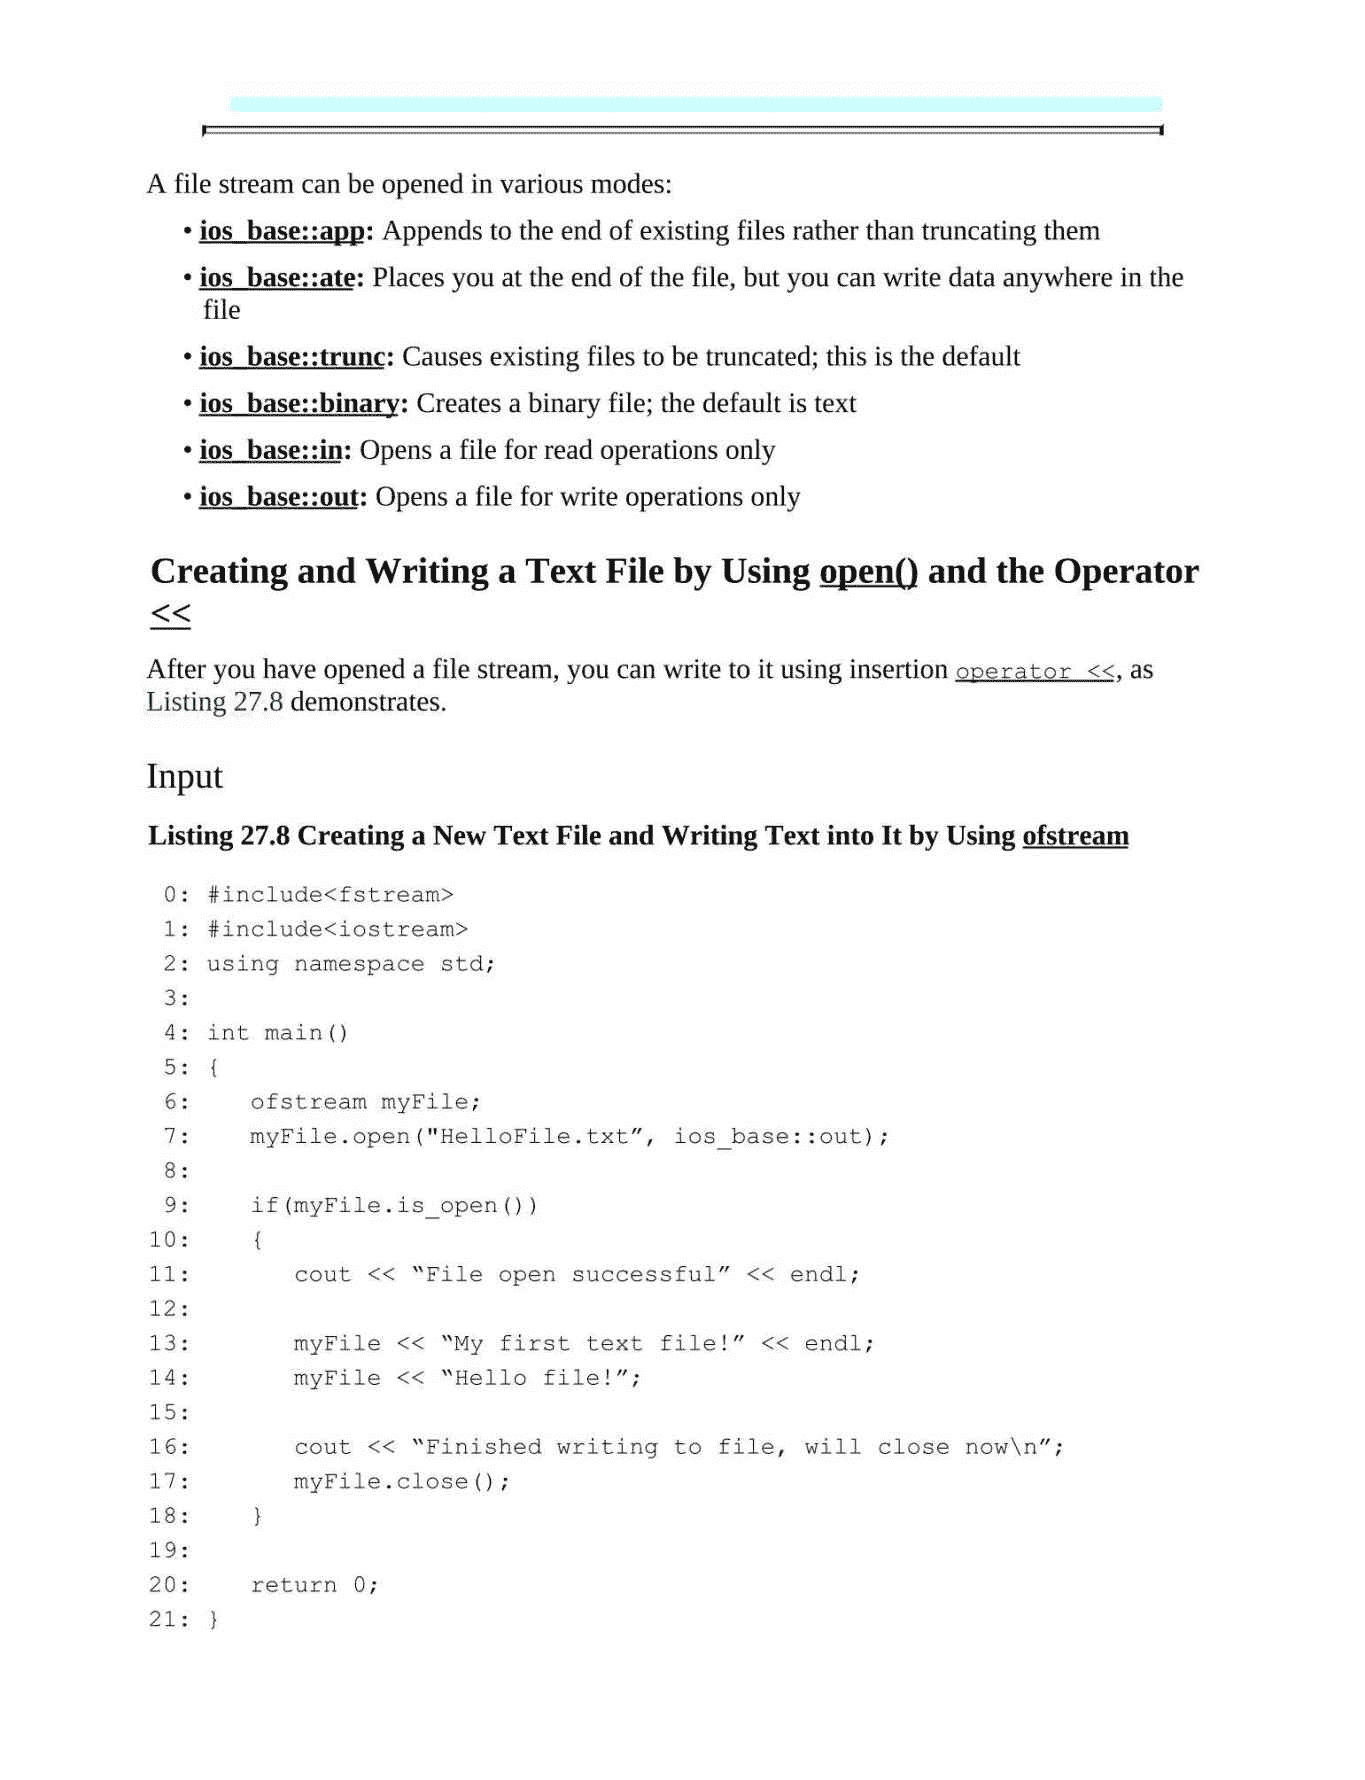 A file stream can be opened in various modes:
• ios_base::app: Appends to the end of existing files rather than truncating them
• ios_base::ate: Places you at the end of the file, but you can write data anywhere in the
file
• ios_base::trunc: Causes existing files to be truncated; this is the default
• ios_base::binary: Creates a binary file; the default is text
• ios_base::in: Opens a file for read operations only
• ios_base::out: Opens a file for write operations only
Creating and Writing a Text File by Using open() and the Operator
<<
After you have opened a file stream, you can write to it using insertion operator <<, as
Listing 27.8 demonstrates.
Input
Listing 27.8 Creating a New Text File and Writing Text into It by Using ofstream
0: #include<fstream>
1: #include<iostream>
2: using namespace std;
3:
4: int main()
5: {
6:    ofstream myFile;
7:    myFile.open("HelloFile.txt”, ios_base::out);
8:
9:    if(myFile.is_open())
10:    {
11:       cout << “File open successful” << endl;
12:
13:       myFile << “My first text file!” << endl;
14:       myFile << “Hello file!”;
15:
16:       cout << “Finished writing to file, will close now\n”;
17:       myFile.close();
18:    }
19:
20:    return 0;
21: }